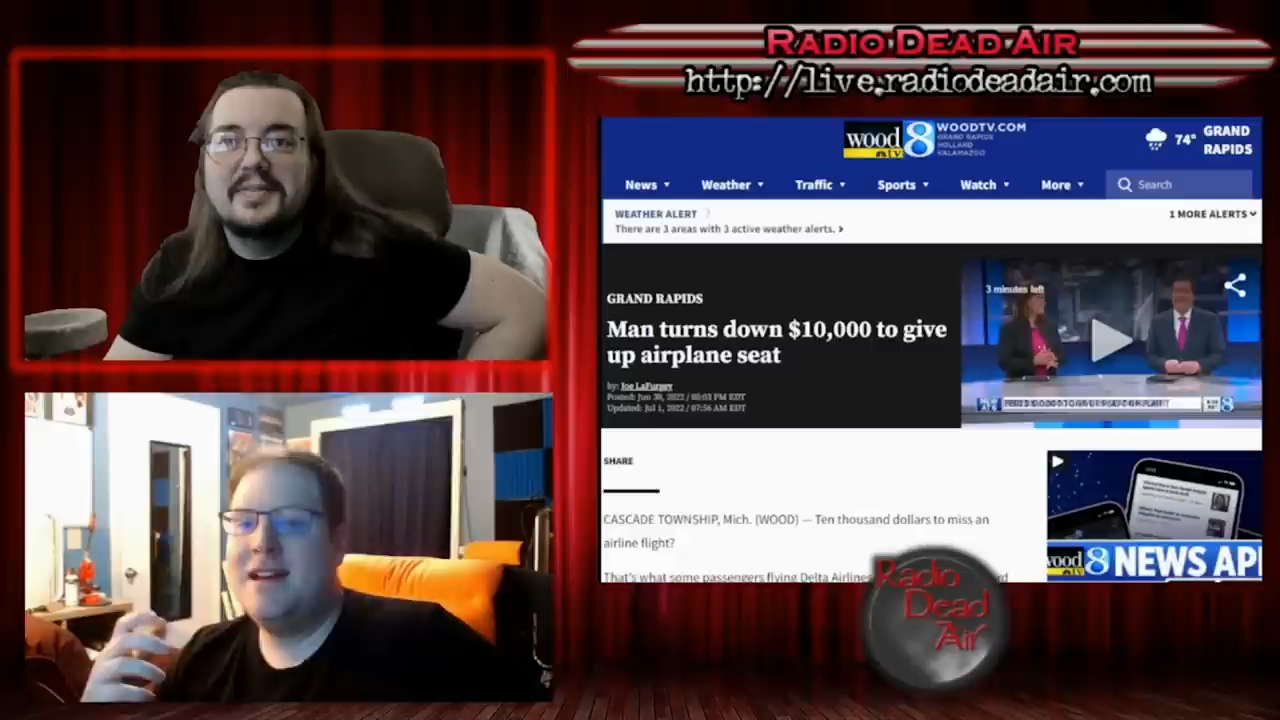 Radio Dead Air
http://live.radiodeadair.com
wood TV 8 WOODTV.COM
GRAND RAPIDS
HOLLAND
KALAMAZOO
74° GRAND RAPIDS
News Weather Traffic Sports Watch More Search
WEATHER ALERT
1 MORE ALERTS
There are 3 areas with 3 active weather alerts.
GRAND RAPIDS
Man turns down $10,000 to give
up airplane seat
by: Joe LaFurgey
Posted: Jun 30, 2022 / 08:03 PM EDT
Updated: Jul 1, 2022 / 07:56 AM EDT
3 minutes left
SHARE
CASCADE TOWNSHIP, Mich. (WOOD) — Ten thousand dollars to miss an
airline flight?
That's what some passengers flying Delta Airlines
wood 8 NEWS AP
Radio
Dead
Air